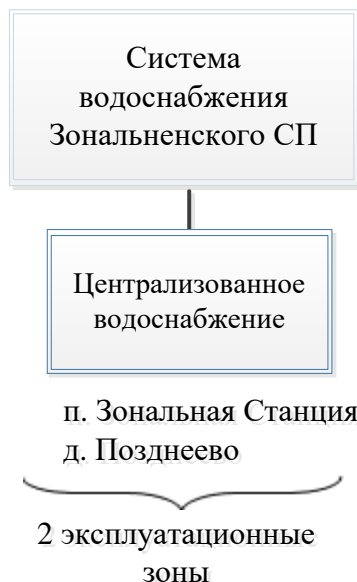 Система
водоснабжения
Зональненского СП
Централизованное
водоснабжение
п. Зональная Станция
д. Позднеево
2 эксплуатационные
зоны